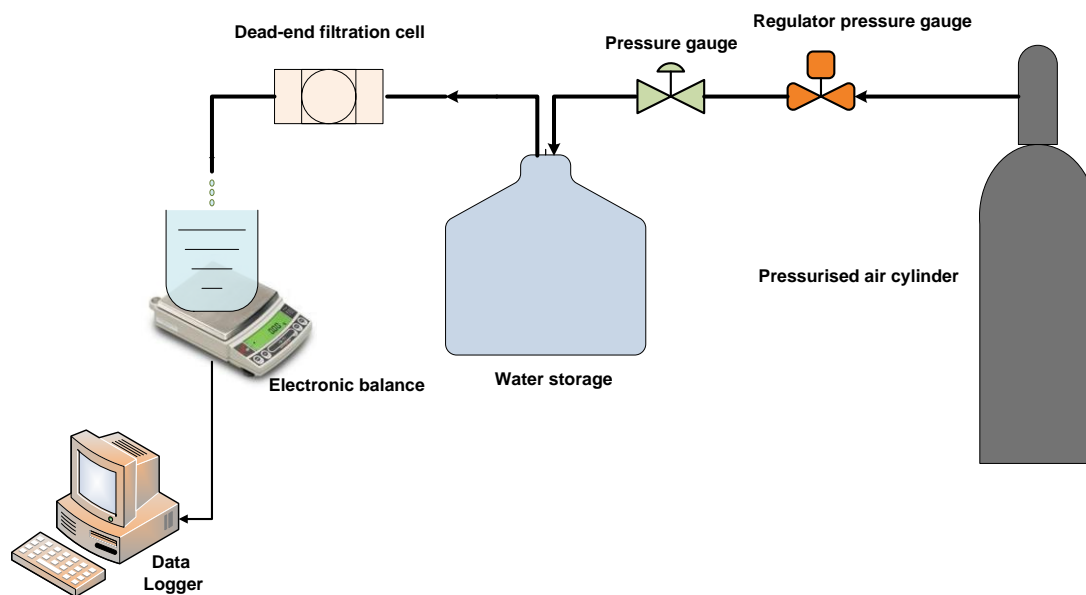 Regulator pressure gauge
Dead-end filtration cell
Pressure gauge
Pressurised air cylinder
Water storage
Electronic balance
Data
Logger